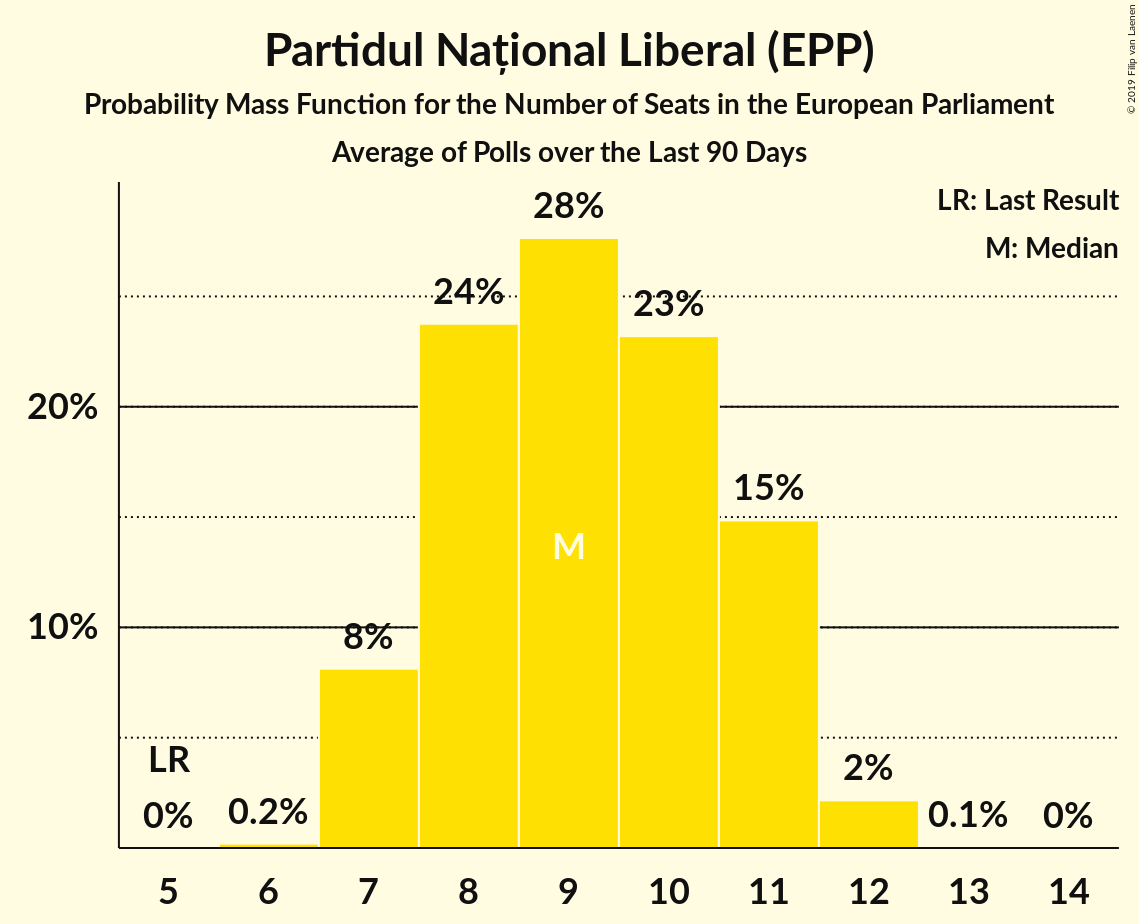 Partidul Național Liberal (EPP)
Probability Mass Function for the Number of Seats in the European Parliament
Average of Polls over the Last 90 Days
© 2019 Filip van Laenen
LR: Last Result
M: Median
28%
24%
23%
20%
15%
M
10%
8%
LR
0%
0.2%
2%
0.1%
0%
5 6 7 8 9 10 11 12 13 14